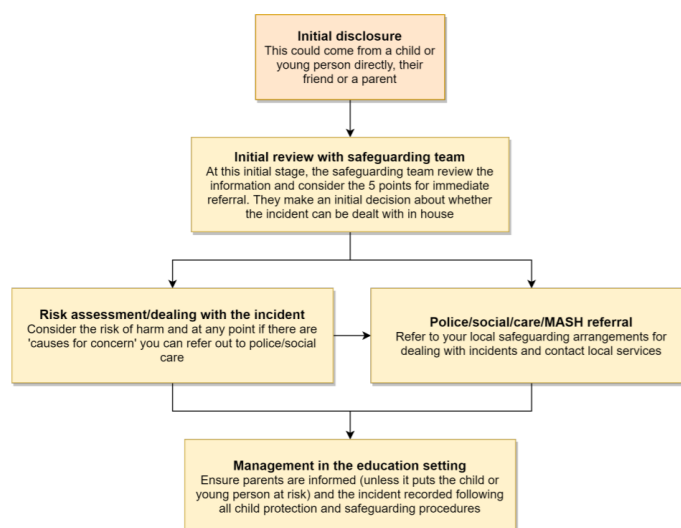 Initial disclosure
This could come from a child or
young person directly, their
friend or a parent
Initial review with safeguarding team
At this initial stage, the safeguarding team review the
information and consider the 5 points for immediate
referral. They make an initial decision about whether
the incident can be dealt with in house
Risk assessment/dealing with the incident
Consider the risk of harm and at any point if there are
'causes for concern' you can refer out to police/social
care
Police/social/care/MASH referral
Refer to your local safeguarding arrangements for
dealing with incidents and contact local services
Management in the education setting
Ensure parents are informed (unless it puts the child or
young person at risk) and the incident recorded following
all child protection and safeguarding procedures